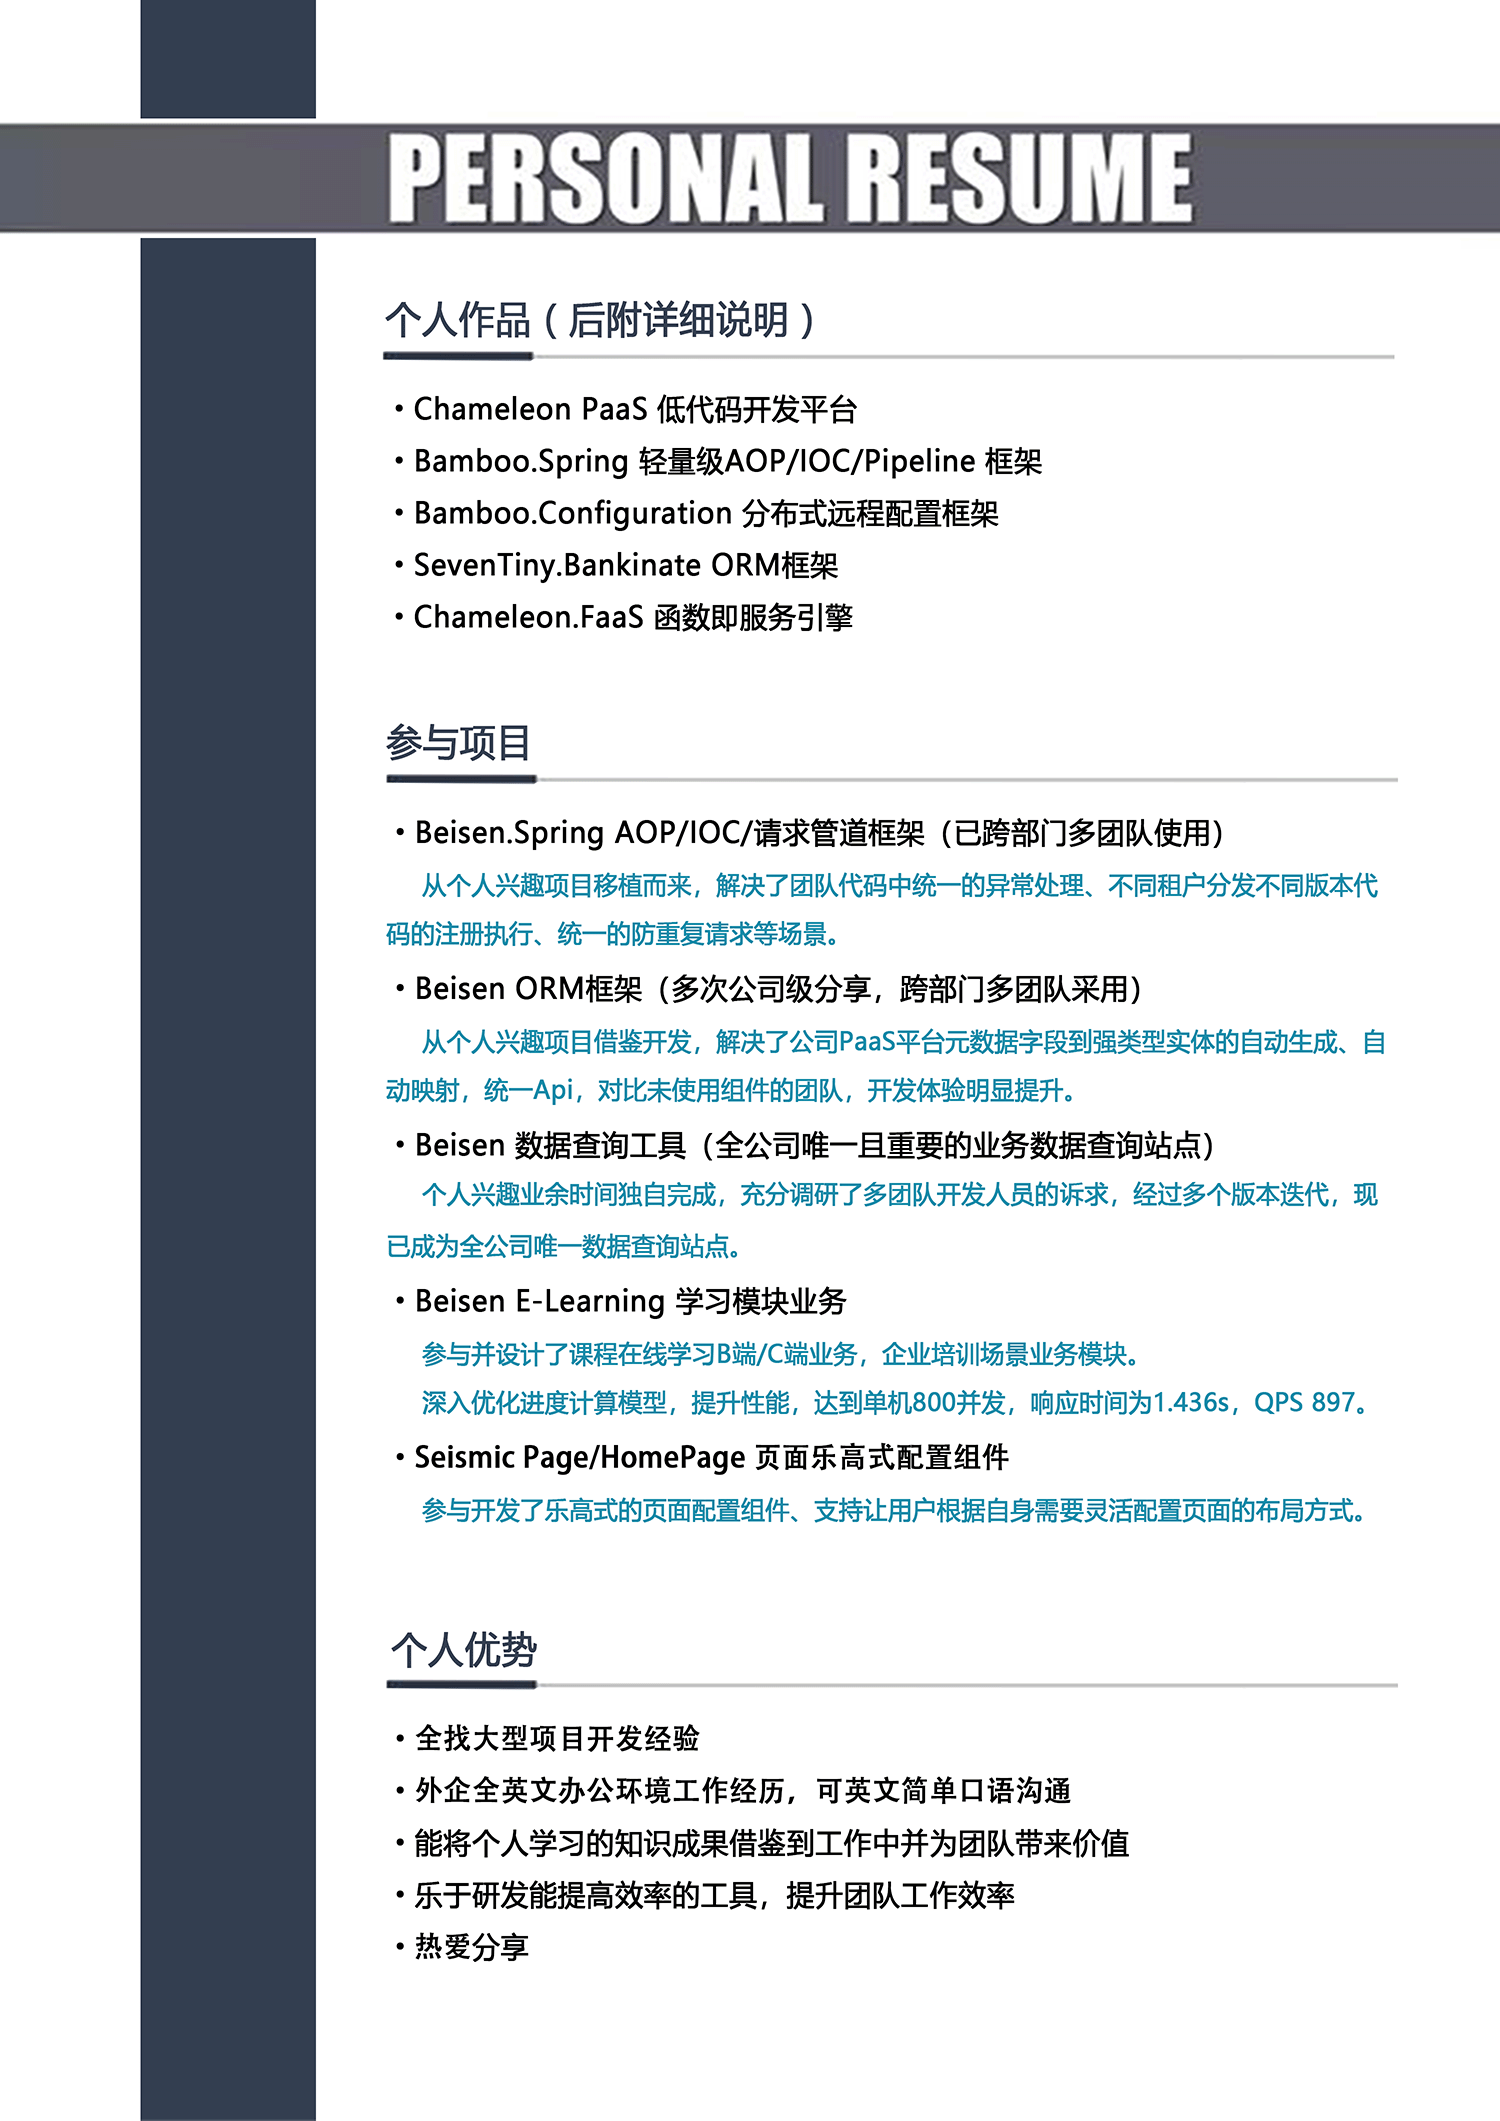 PERSONAL RESUME
个人作品（后附详细说明）
·Chameleon PaaS 低代码开发平台
·Bamboo.Spring 轻量级AOP/IOC/Pipeline 框架
·Bamboo.Configuration 分布式远程配置框架
·SevenTiny.Bankinate ORM框架
·Chameleon.FaaS 函数即服务引擎
参与项目
·Beisen.Spring AOP/IOC/请求管道框架（已跨部门多团队使用）
从个人兴趣项目移植而来，解决了团队代码中统一的异常处理、不同租户分发不同版本代
码的注册执行、统一的防重复请求等场景。
·Beisen ORM框架（多次公司级分享，跨部门多团队采用）
从个人兴趣项目借鉴开发，解决了公司PaaS平台元数据字段到强类型实体的自动生成、自
动映射，统一Api，对比未使用组件的团队，开发体验明显提升。
·Beisen 数据查询工具（全公司唯一且重要的业务数据查询站点）
个人兴趣业余时间独自完成，充分调研了多团队开发人员的诉求，经过多个版本迭代，现
已成为全公司唯一数据查询站点。
·Beisen E-Learning 学习模块业务
参与并设计了课程在线学习B端/C端业务，企业培训场景业务模块。
深入优化进度计算模型，提升性能，达到单机800并发，响应时间为1.436s，QPS 897。
·Seismic Page/HomePage 页面乐高式配置组件
参与开发了乐高式的页面配置组件、支持让用户根据自身需要灵活配置页面的布局方式。
个人优势
·全找大型项目开发经验
·外企全英文办公环境工作经历，可英文简单口语沟通
·能将个人学习的知识成果借鉴到工作中并为团队带来价值
·乐于研发能提高效率的工具，提升团队工作效率
·热爱分享